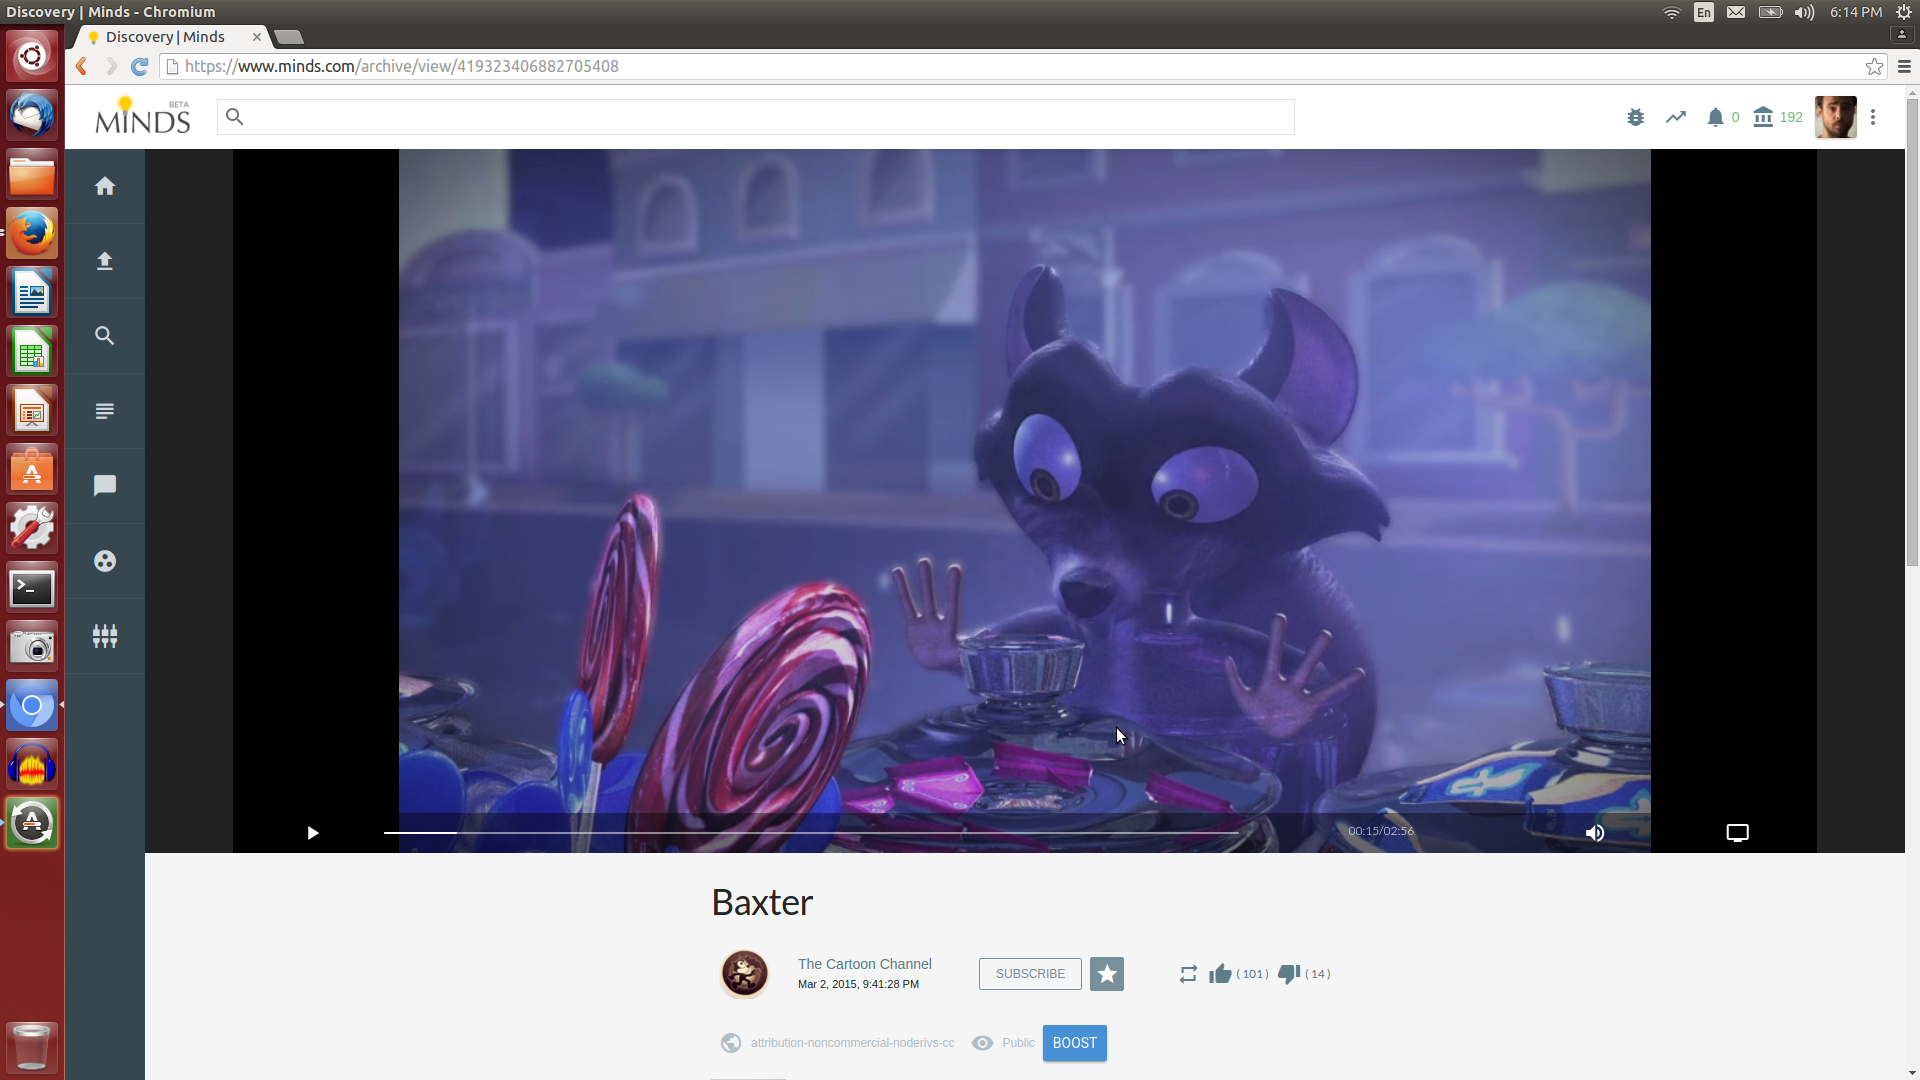 Discovery | Minds - Chromium
En
6:14 PM
Discovery | Minds
https://www.minds.com/archive/view/419323406882705408
MINDS
BETA
0
192
00:15/02:56
Baxter
The Cartoon Channel
Mar 2, 2015, 9:41:28 PM
SUBSCRIBE
( 101 )
( 14 )
attribution-noncommercial-noderivs-cc
Public
BOOST